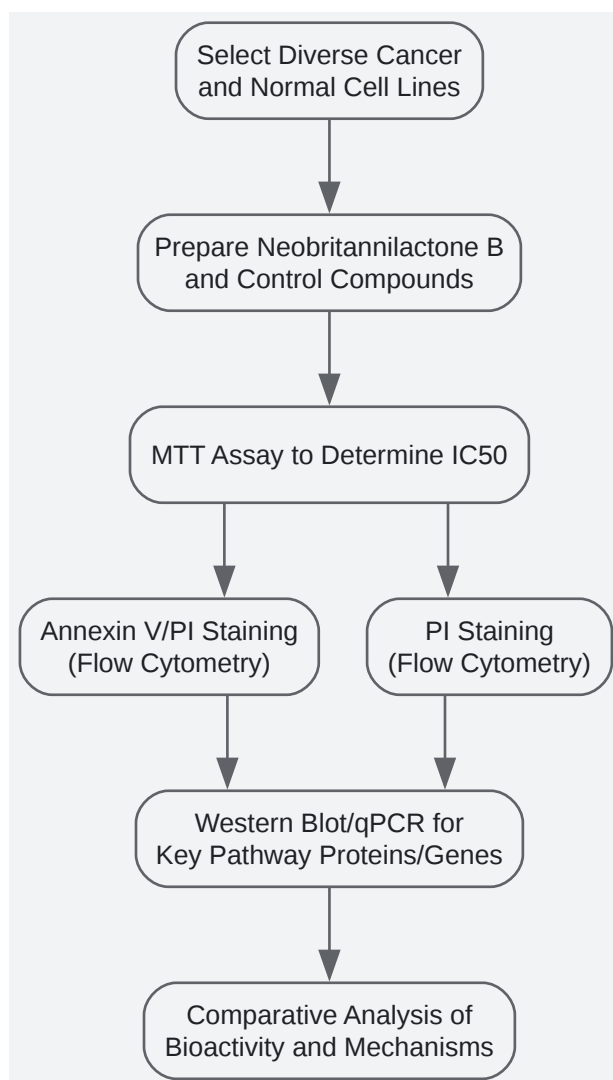 Select Diverse Cancer
and Normal Cell Lines
Prepare Neobritannilactone B
and Control Compounds
MTT Assay to Determine IC50
Annexin V/PI Staining
(Flow Cytometry)
PI Staining
(Flow Cytometry)
Western Blot/qPCR for
Key Pathway Proteins/Genes
Comparative Analysis of
Bioactivity and Mechanisms